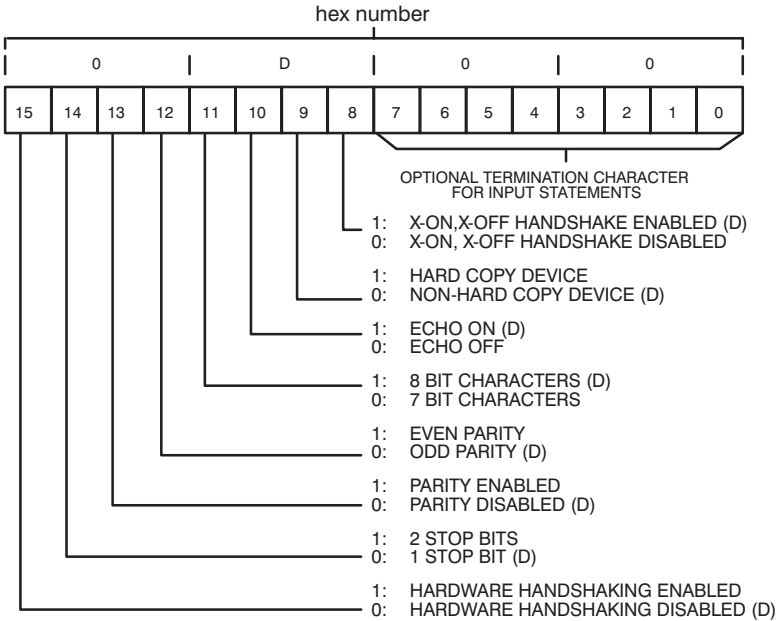 hex number
0 D 0 0
15 14 13 12 11 10 9 8 7 6 5 4 3 2 1 0
OPTIONAL TERMINATION CHARACTER
FOR INPUT STATEMENTS
1: X-ON,X-OFF HANDSHAKE ENABLED (D)
0: X-ON, X-OFF HANDSHAKE DISABLED
1: HARD COPY DEVICE
0: NON-HARD COPY DEVICE (D)
1: ECHO ON (D)
0: ECHO OFF
1: 8 BIT CHARACTERS (D)
0: 7 BIT CHARACTERS
1: EVEN PARITY
0: ODD PARITY (D)
1: PARITY ENABLED
0: PARITY DISABLED (D)
1: 2 STOP BITS
0: 1 STOP BIT (D)
1: HARDWARE HANDSHAKING ENABLED
0: HARDWARE HANDSHAKING DISABLED (D)